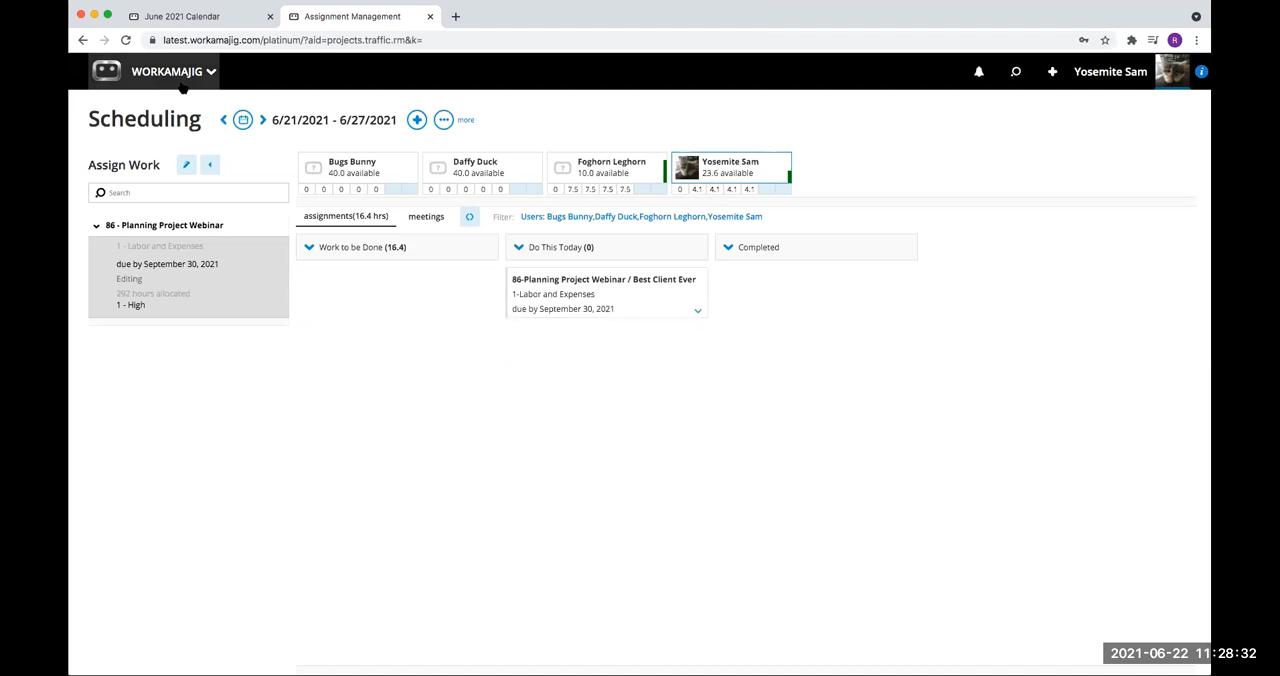 June 2021 Calendar
Assignment Management
latest.workamajig.com/platinum/?aid=projects.traffic.rm&k=
R
WORKAMAJIG
Yosemite Sam
i
Scheduling
6/21/2021 - 6/27/2021
more
Assign Work
Search
86 - Planning Project Webinar
1 - Labor and Expenses
due by September 30, 2021
Editing
292 hours allocated
1 - High
? Bugs Bunny
40.0 available
0 0 0 0 0
? Daffy Duck
40.0 available
0 0 0 0 0
? Foghorn Leghorn
10.0 available
0 7.5 7.5 7.5 7.5
Yosemite Sam
23.6 available
0 4.1 4.1 4.1 4.1
assignments(16.4 hrs) meetings
Filter: Users: Bugs Bunny,Daffy Duck,Foghorn Leghorn,Yosemite Sam
Work to be Done (16.4)
Do This Today (0)
Completed
86-Planning Project Webinar / Best Client Ever
1-Labor and Expenses
due by September 30, 2021
2021-06-22 11:28:32